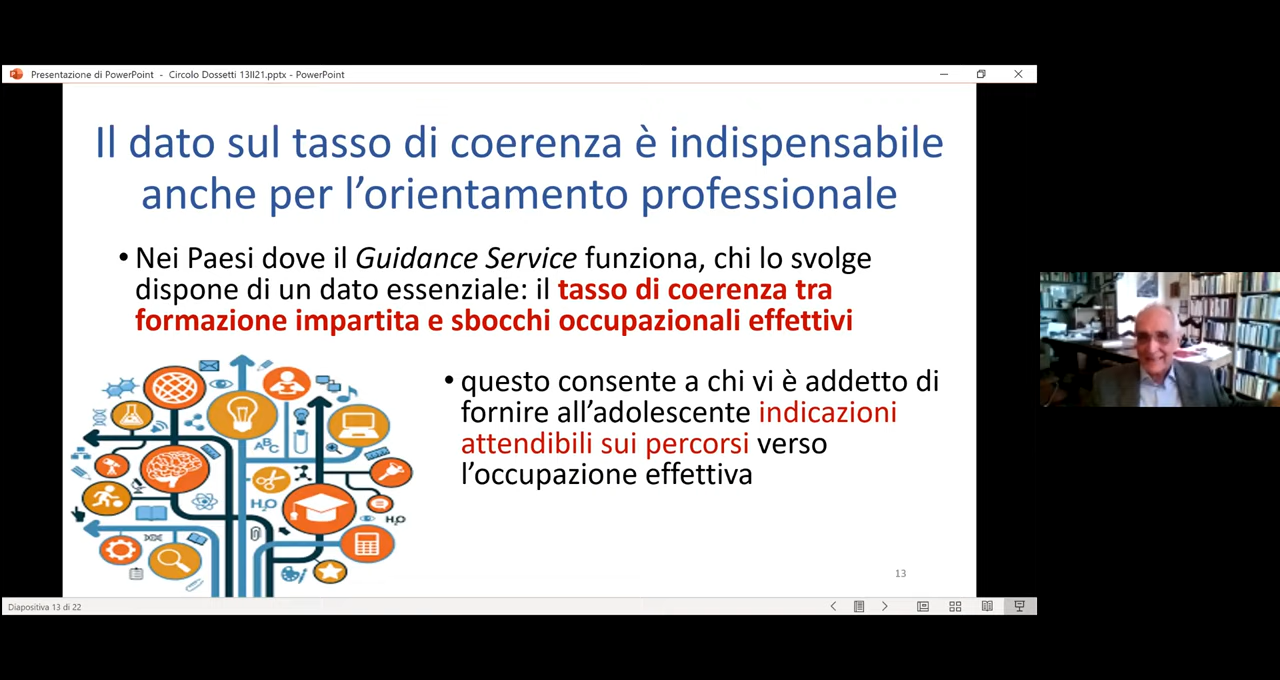 Presentazione di PowerPoint - Circolo Dossetti 13II21.pptx - PowerPoint
Il dato sul tasso di coerenza è indispensabile
anche per l’orientamento professionale
• Nei Paesi dove il Guidance Service funziona, chi lo svolge
dispone di un dato essenziale: il tasso di coerenza tra
formazione impartita e sbocchi occupazionali effettivi
• questo consente a chi vi è addetto di
fornire all’adolescente indicazioni
attendibili sui percorsi verso
l’occupazione effettiva
ABC
H₂O
H₂O
13
Diapositiva 13 di 22